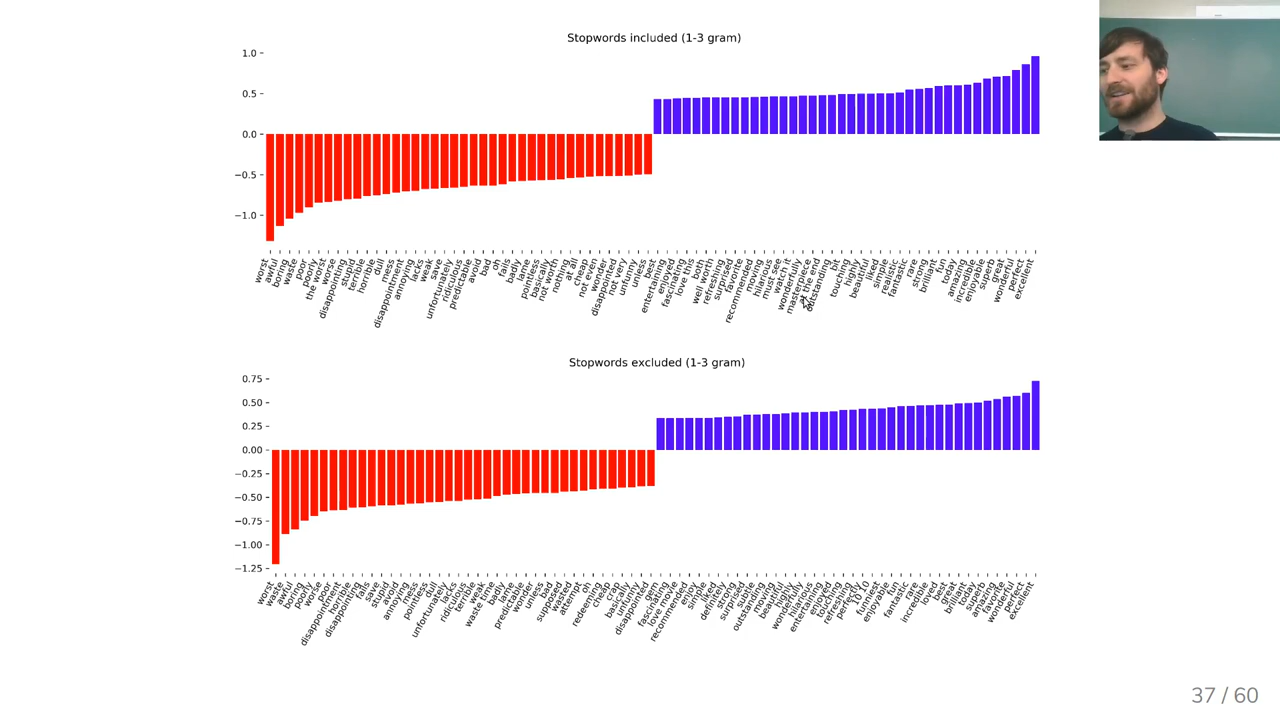 Stopwords included (1-3 gram)
1.0
0.5
0.0
−0.5
−1.0
worst
awful
boring
waste
poor
poorly
the worst
worse
disappointing
stupid
terrible
horrible
dull
mess
disappointment
annoying
lacks
weak
save
unfortunately
ridiculous
predictable
avoid
bad
oh
fails
badly
lame
pointless
basically
not worth
nothing
at all
cheap
not even
wonder
disappointed
not very
unfunny
unless
best
entertaining
enjoyed
fascinating
love this
both
well worth
refreshing
surprised
favorite
recommended
moving
hilarious
must see
watch it
wonderfully
masterpiece
at the end
outstanding
bit
touching
highly
beautiful
liked
simple
realistic
fantastic
rare
strong
brilliant
fun
today
amazing
incredible
enjoyable
superb
great
wonderful
perfect
excellent
Stopwords excluded (1-3 gram)
0.75
0.50
0.25
0.00
−0.25
−0.50
−0.75
−1.00
−1.25
worst
waste
awful
boring
poorly
worse
poor
disappointment
horrible
disappointing
fails
save
stupid
avoid
annoying
mess
pointless
dull
unfortunately
lacks
ridiculous
terrible
weak
waste time
badly
lame
predictable
wonder
unless
bad
supposed
wasted
attempt
oh
redeeming
cheap
crap
basically
unfunny
disappointed
gem
fascinating
love movie
recommended
enjoy
simple
liked
definitely
strong
surprised
superb
outstanding
moving
beautiful
highly
wonderfully
hilarious
entertaining
enjoyed
touching
refreshing
perfectly
10 10
funniest
enjoyable
fun
fantastic
rare
incredible
loved
best
great
brilliant
today
superb
amazing
favorite
wonderful
perfect
excellent
37 / 60